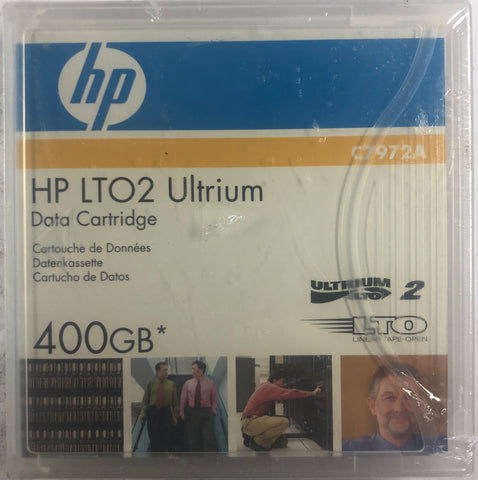 hp
C7972A
HP LTO2 Ultrium
Data Cartridge
Cartouche de Données
Datenkassette
Cartucho de Datos
ULTRIUM 2
LTO
400GB*
LTO
LINEAR TAPE-OPEN